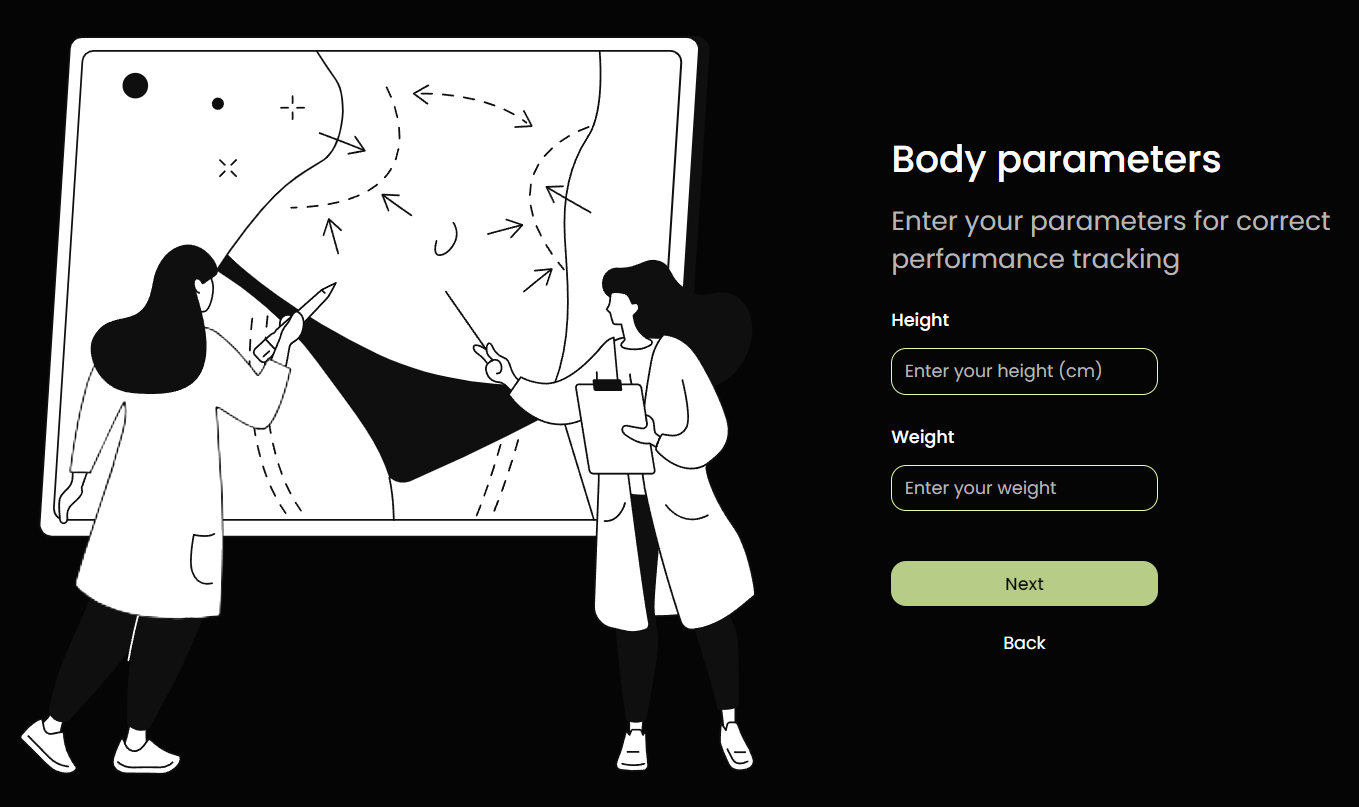 Body parameters
Enter your parameters for correct
performance tracking
Height
Enter your height (cm)
Weight
Enter your weight
Next
Back